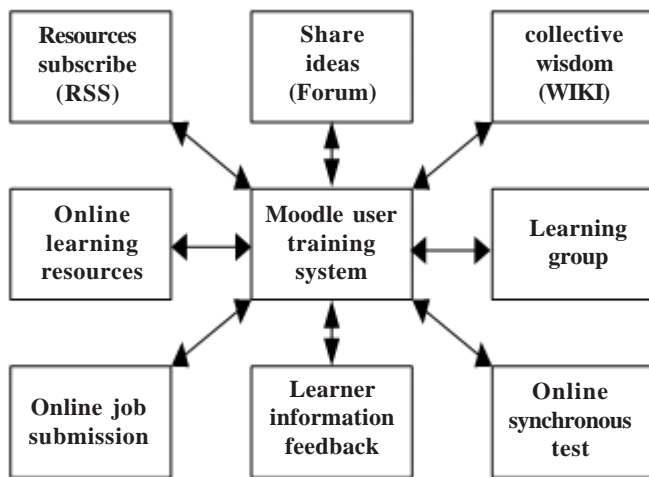 Resources
subscribe
(RSS)
Share
ideas
(Forum)
collective
wisdom
(WIKI)
Online
learning
resources
Moodle user
training
system
Learning
group
Online job
submission
Learner
information
feedback
Online
synchronous
test